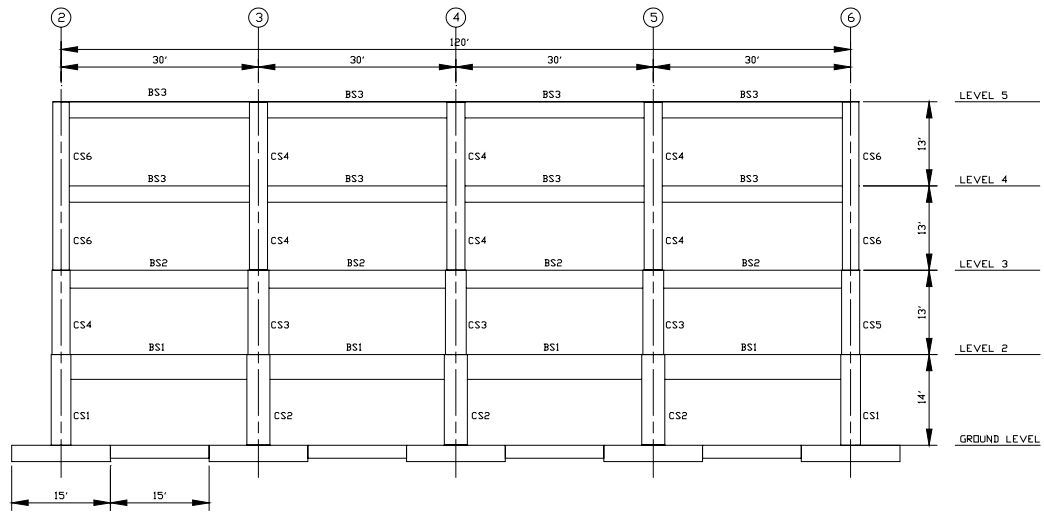 2 3 4 5 6
120'
30' 30' 30' 30'
BS3 BS3 BS3 BS3 LEVEL 5
CS6 CS4 CS4 CS4 CS6 13'
BS3 BS3 BS3 BS3 LEVEL 4
CS6 CS4 CS4 CS4 CS6 13'
BS2 BS2 BS2 BS2 LEVEL 3
CS4 CS3 CS3 CS3 CS5 13'
BS1 BS1 BS1 BS1 LEVEL 2
CS1 CS2 CS2 CS2 CS1 14'
GROUND LEVEL
15' 15'